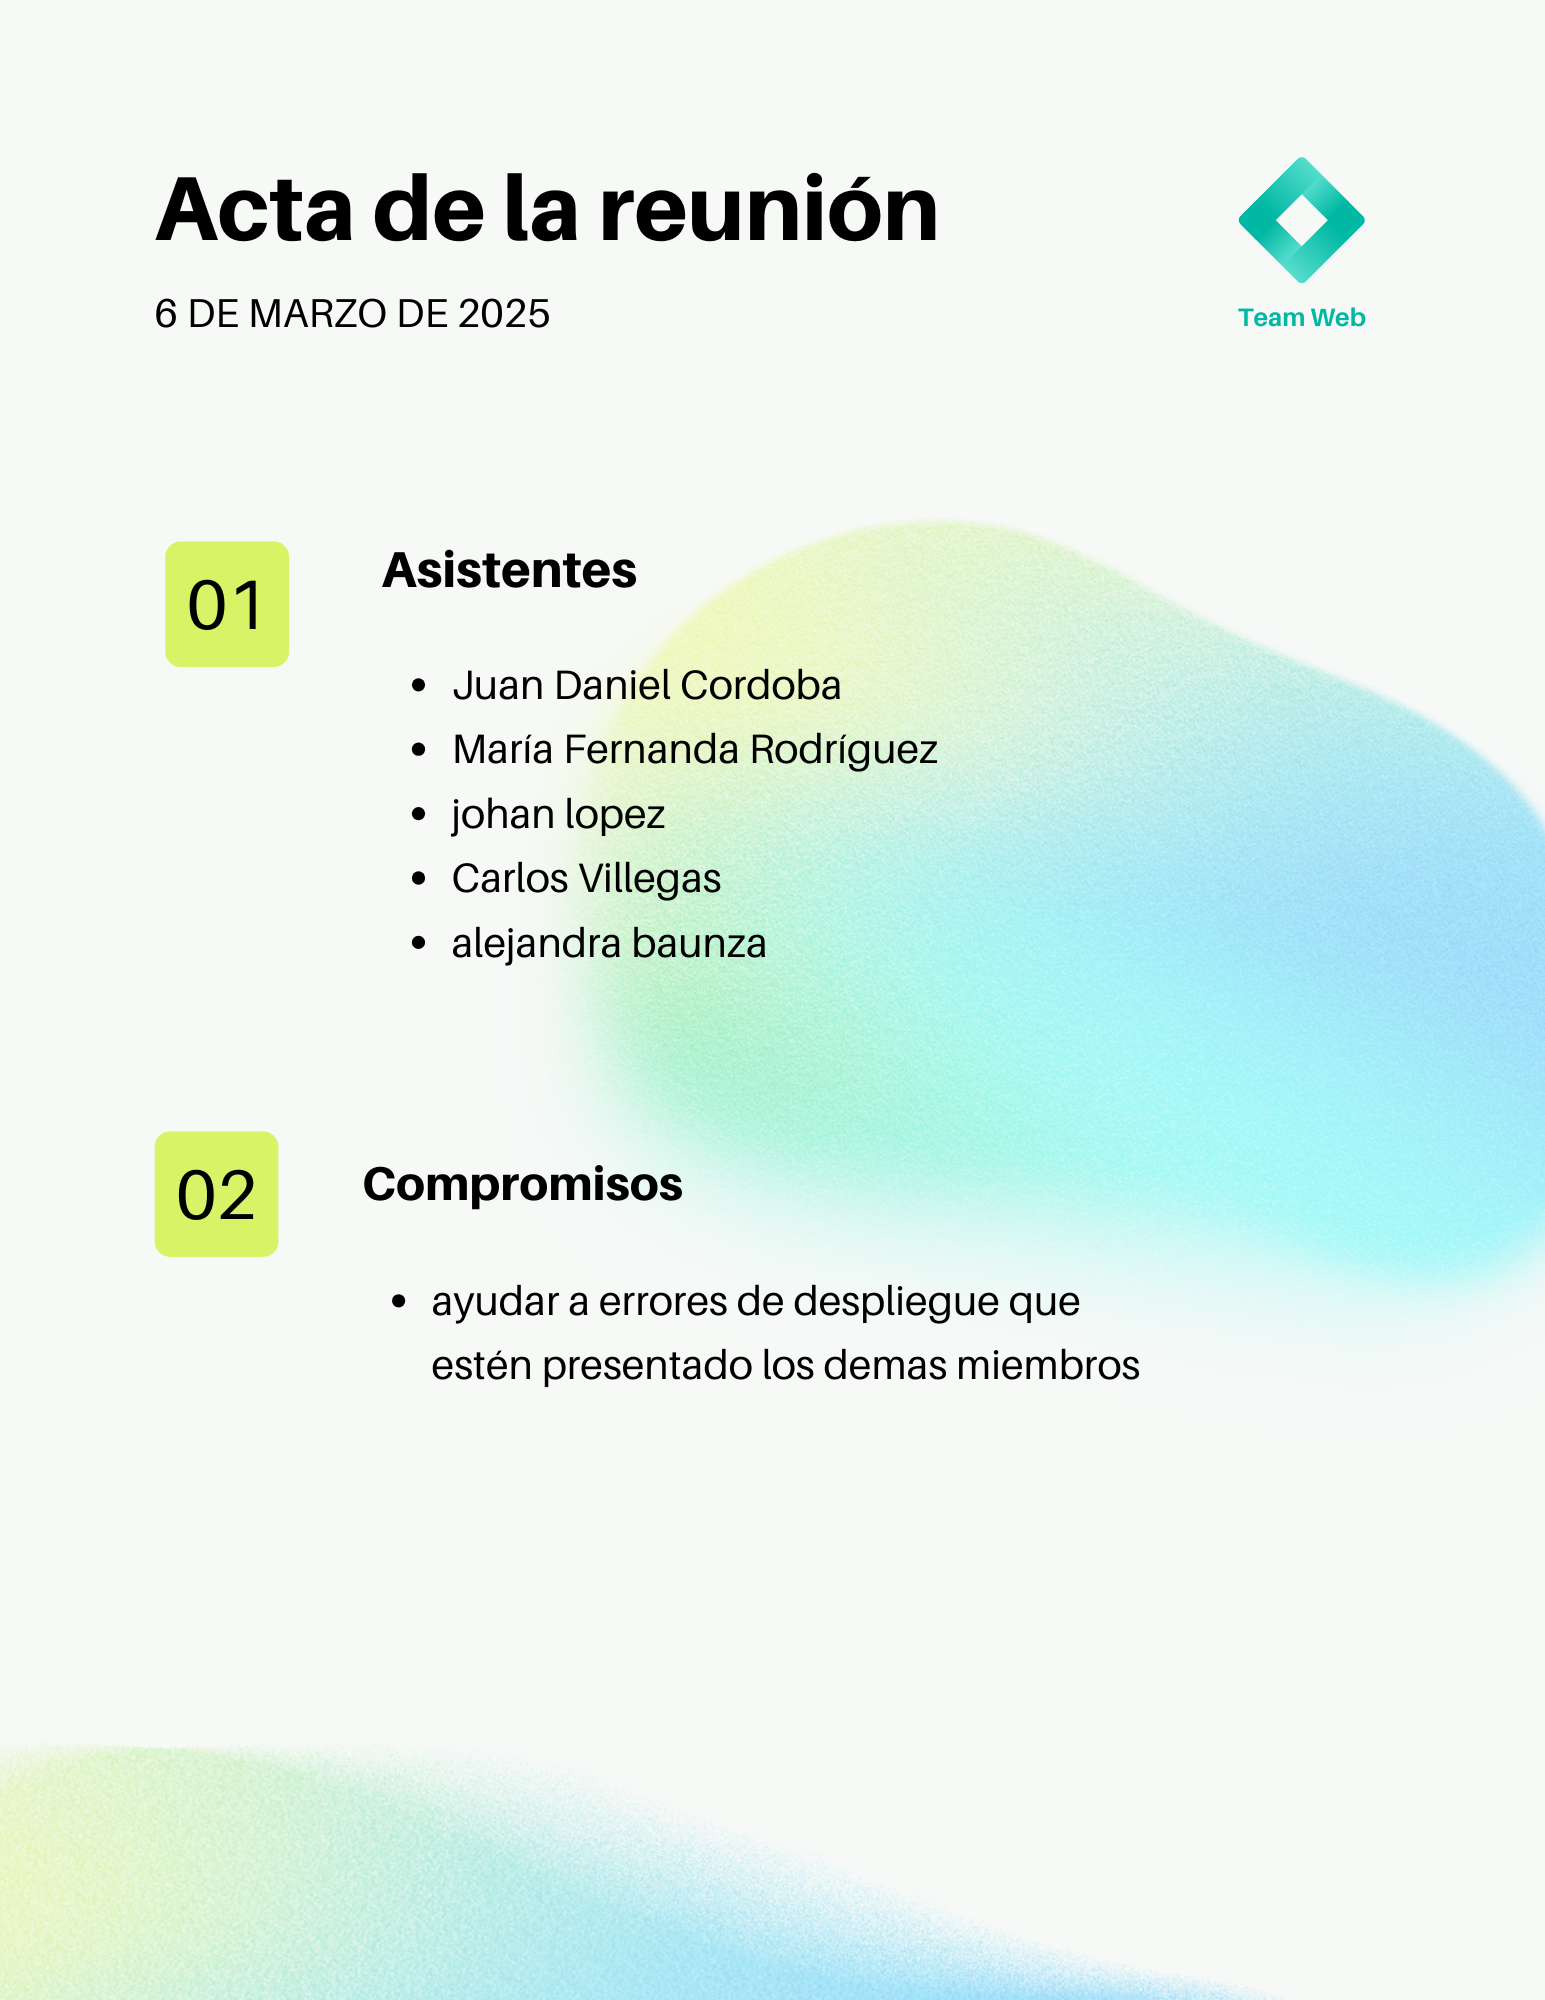 Acta de la reunión
6 DE MARZO DE 2025
Team Web
01
Asistentes
• Juan Daniel Cordoba
• María Fernanda Rodríguez
• johan lopez
• Carlos Villegas
• alejandra baunza
02
Compromisos
• ayudar a errores de despliegue que
estén presentado los demas miembros